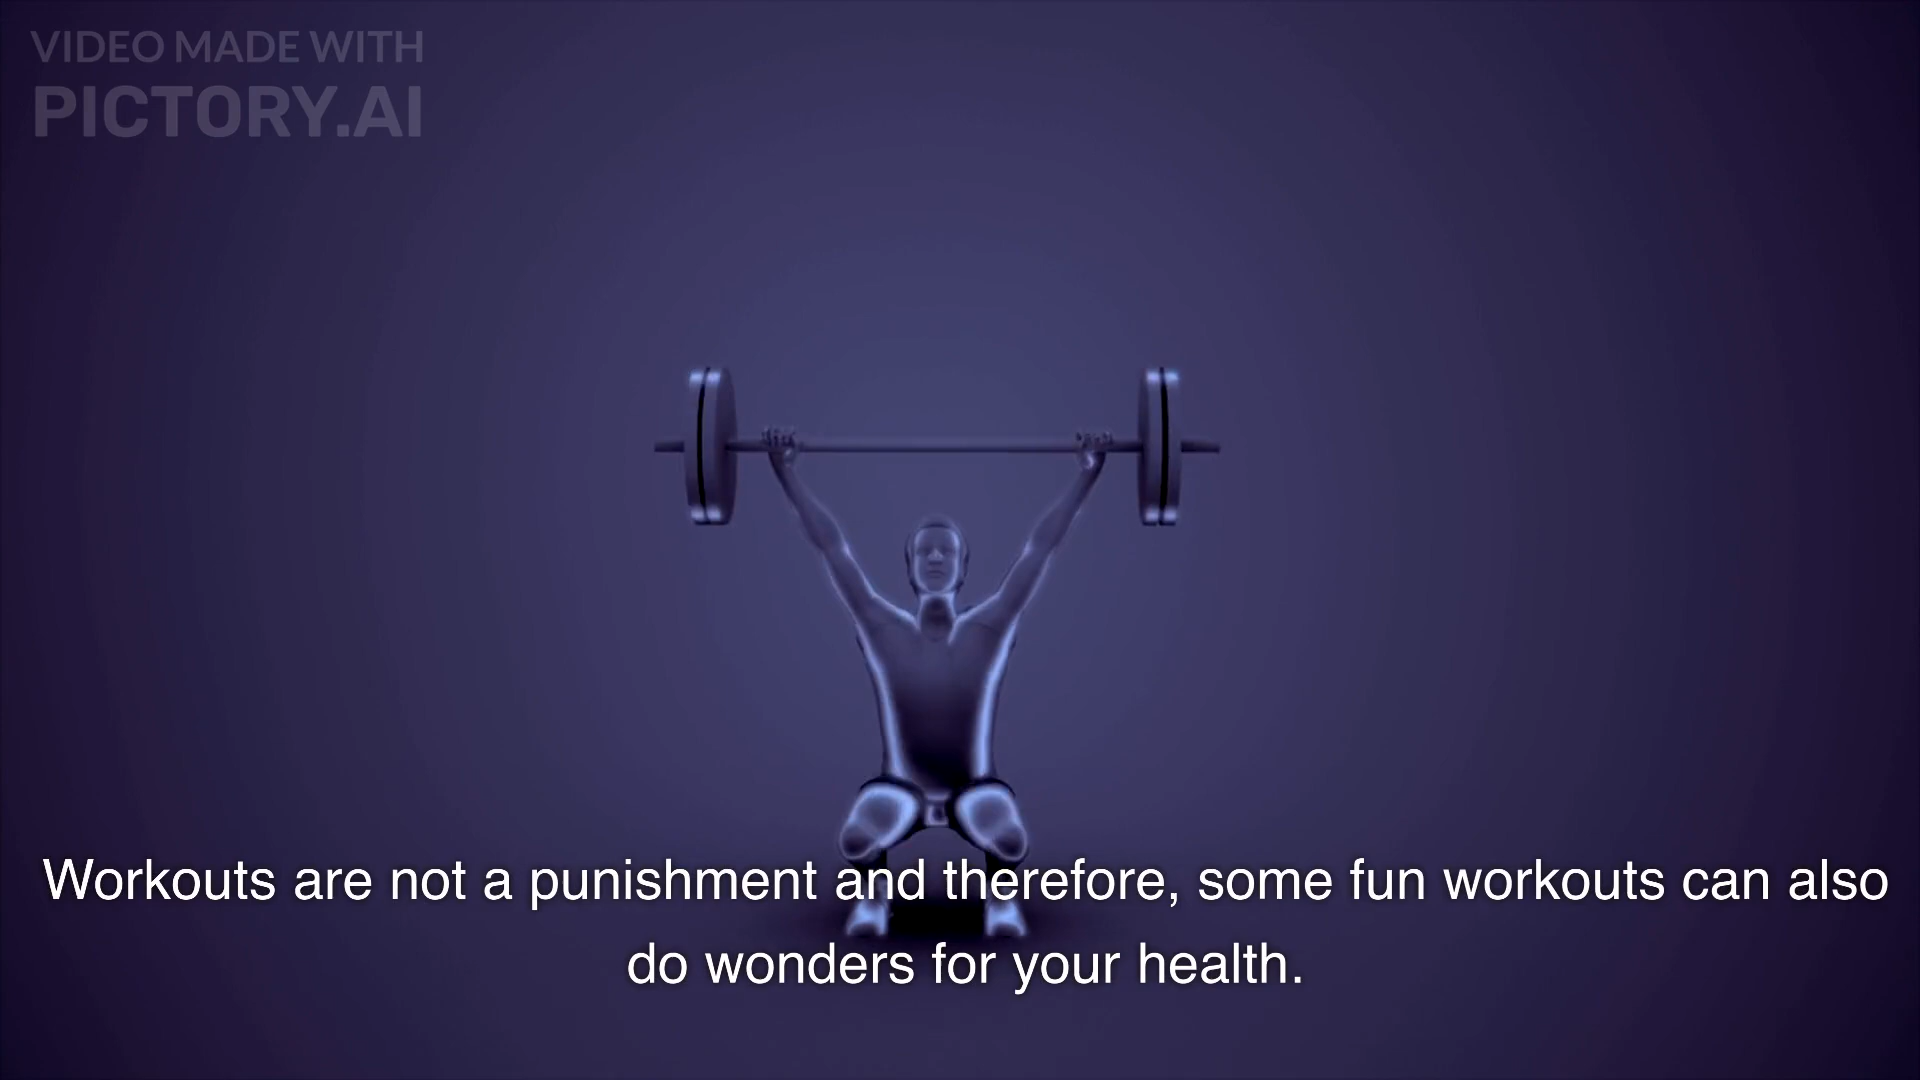 VIDEO MADE WITH
PICTORY.AI
Workouts are not a punishment and therefore, some fun workouts can also
do wonders for your health.